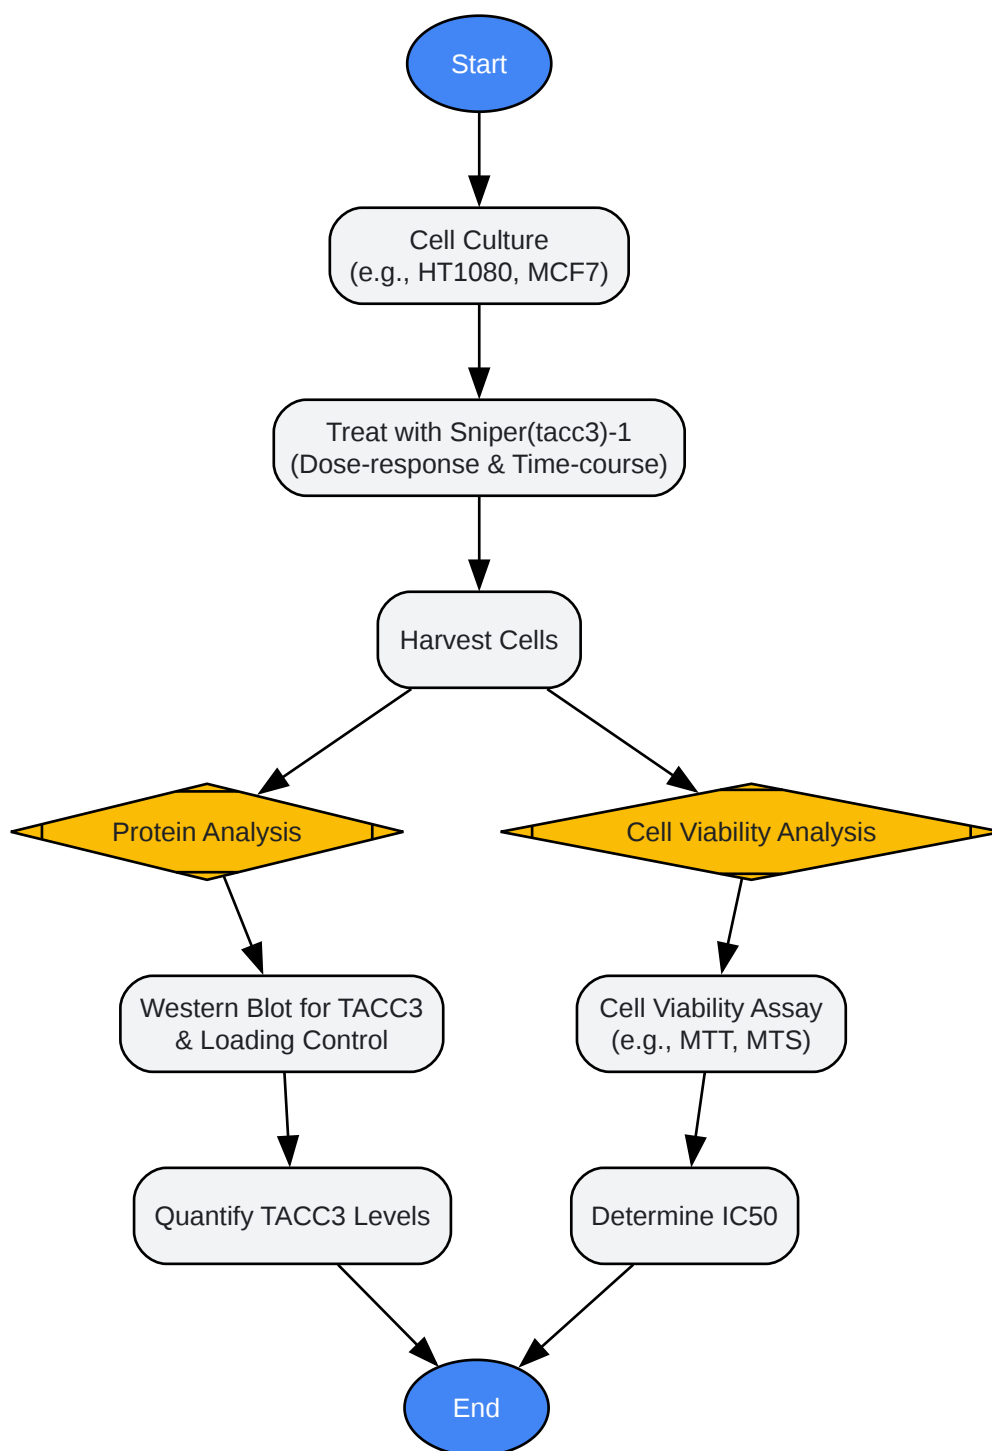 Start
Cell Culture
(e.g., HT1080, MCF7)
Treat with Sniper(tacc3)-1
(Dose-response & Time-course)
Harvest Cells
Protein Analysis
Cell Viability Analysis
Western Blot for TACC3
& Loading Control
Cell Viability Assay
(e.g., MTT, MTS)
Quantify TACC3 Levels
Determine IC50
End